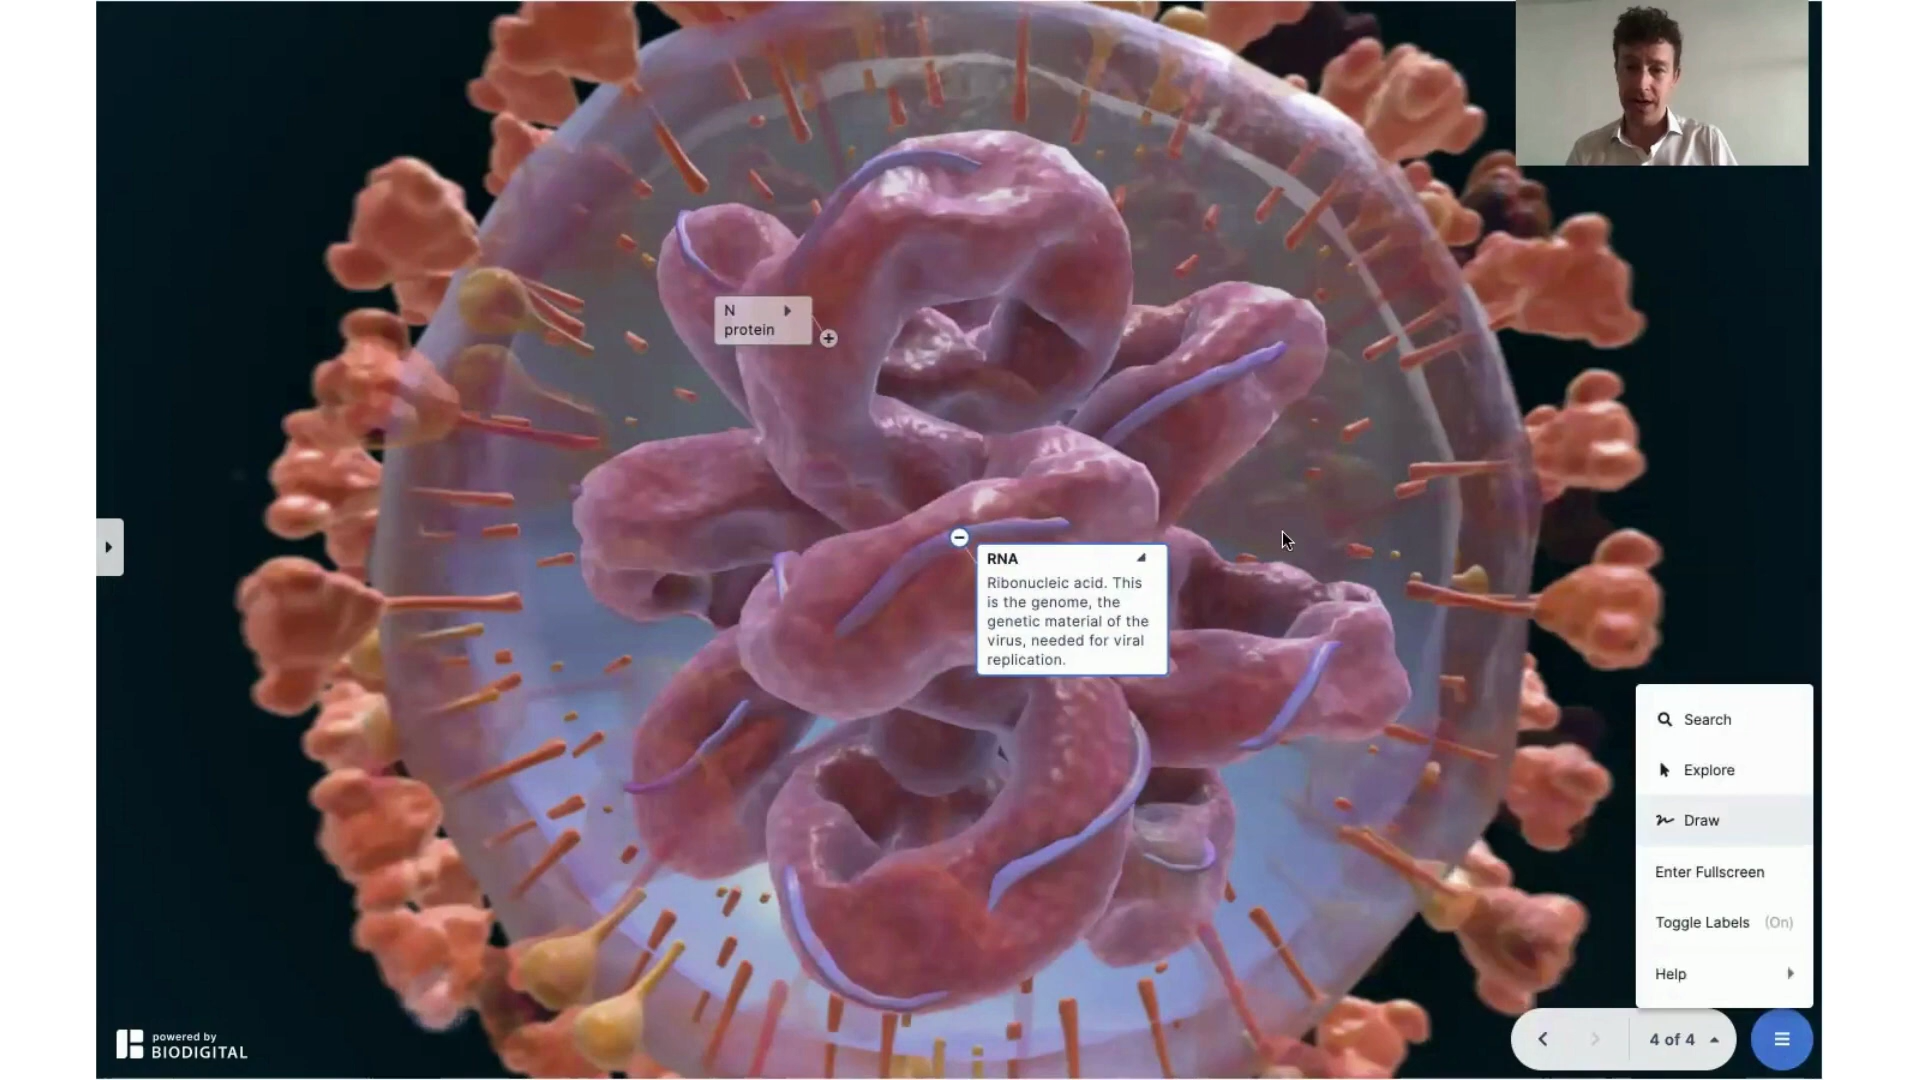 N
protein
RNA
Ribonucleic acid. This
is the genome, the
genetic material of the
virus, needed for viral
replication.
Search
Explore
Draw
Enter Fullscreen
Toggle Labels (On)
Help
4 of 4
powered by
BIODIGITAL